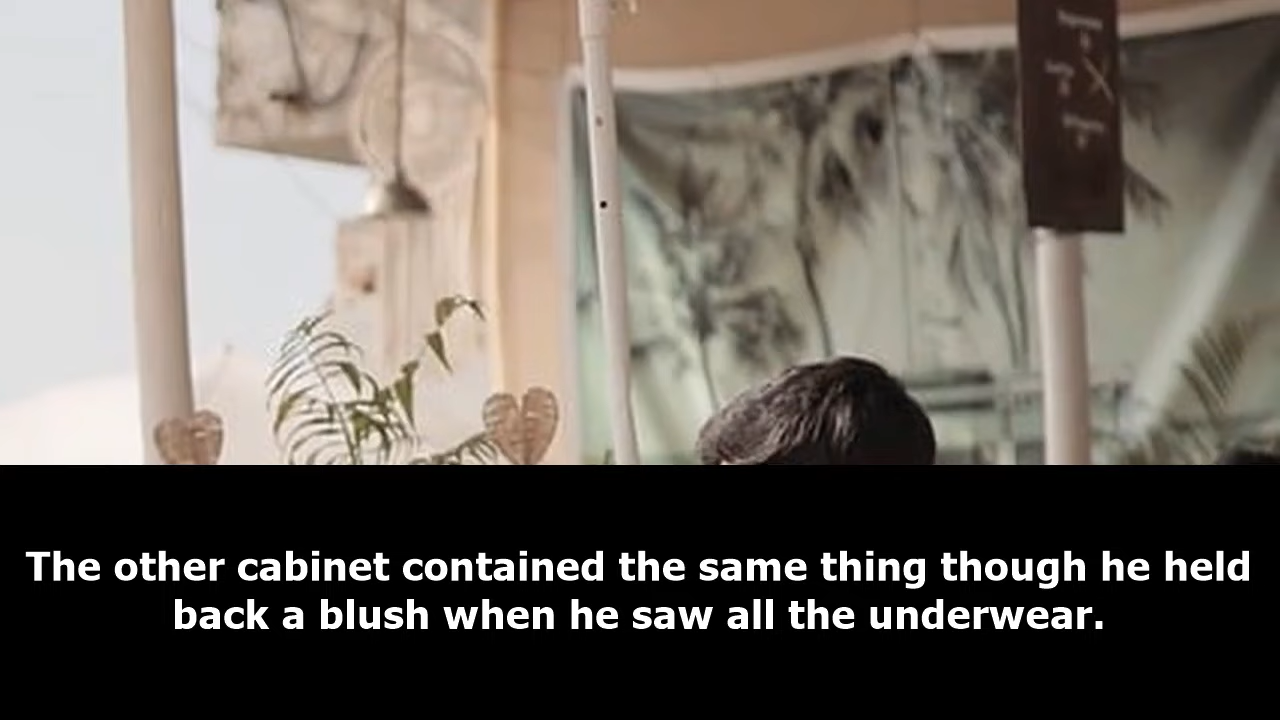 The other cabinet contained the same thing though he held
back a blush when he saw all the underwear.